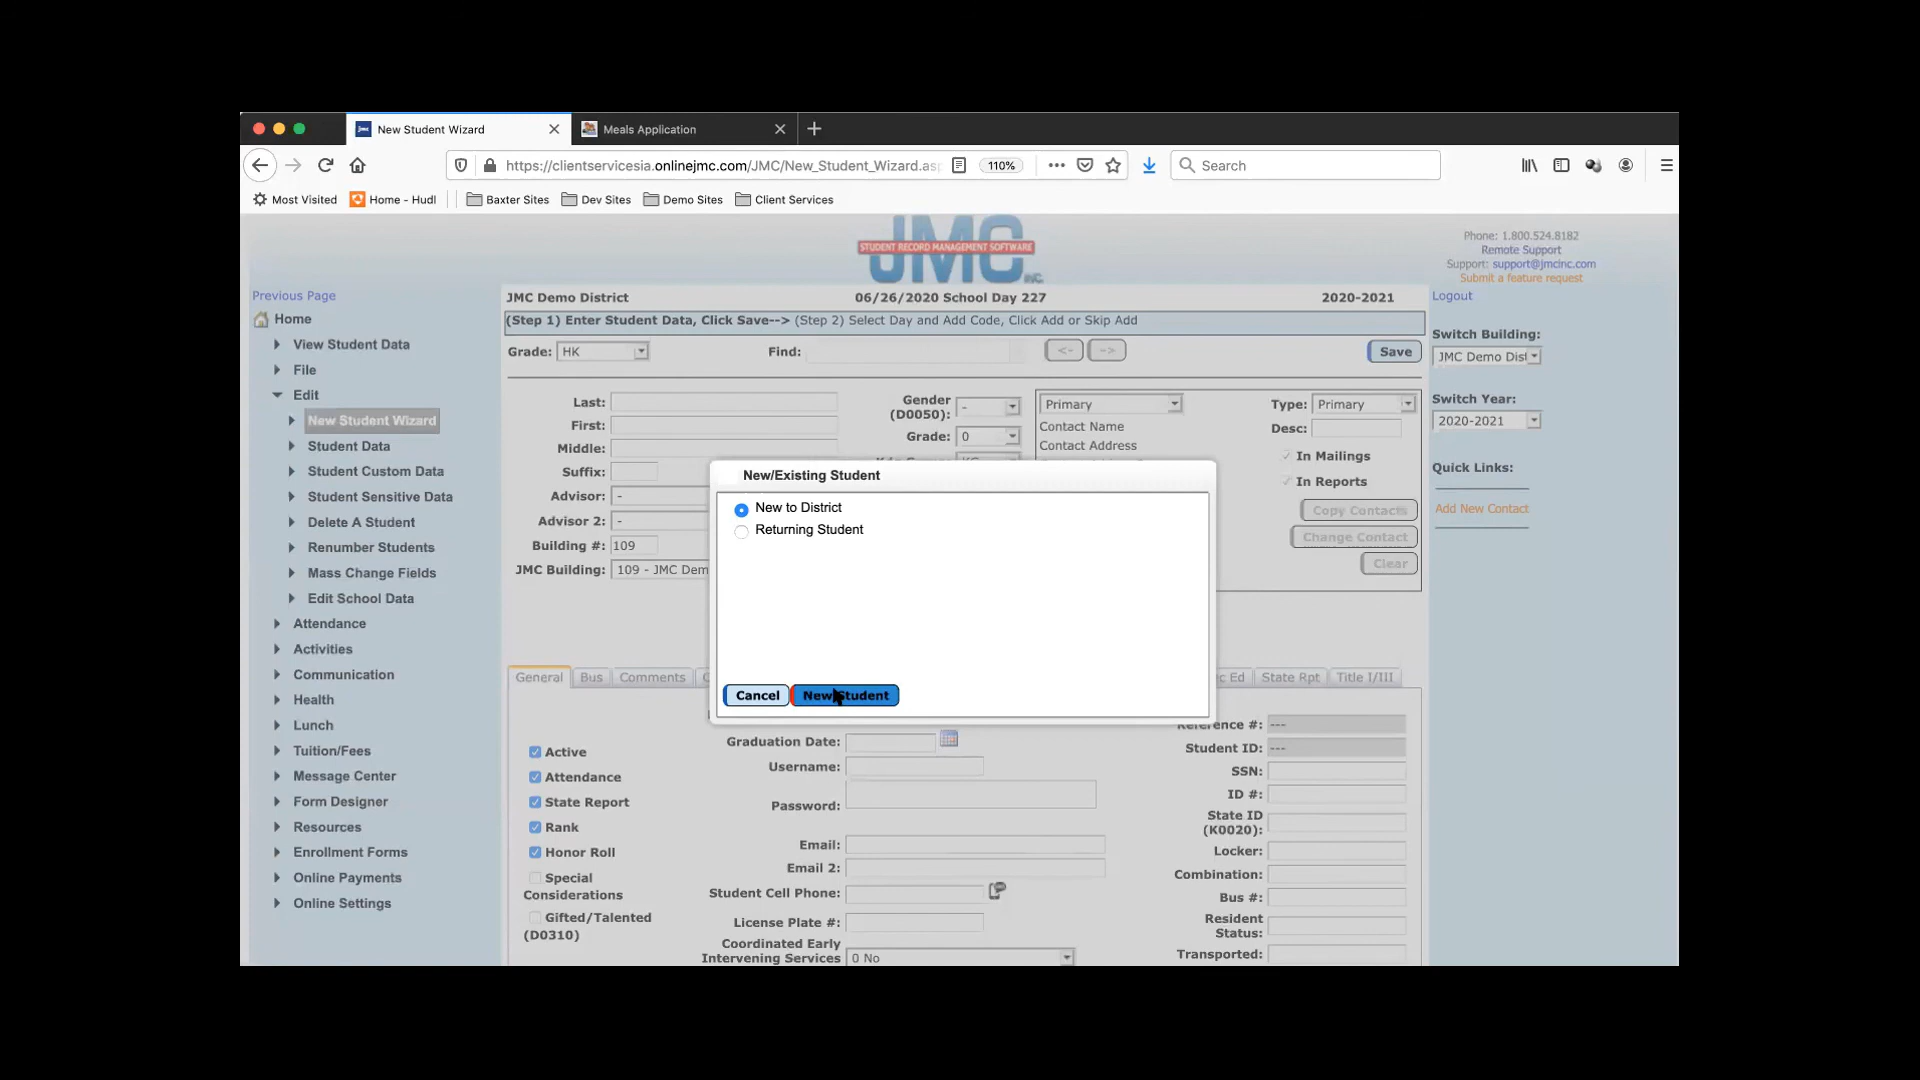 New Student Wizard
Meals Application
https://clientservicesia.onlinejmc.com/JMC/New_Student_Wizard.as
110%
Search
Most Visited
Home - Hudl
Baxter Sites
Dev Sites
Demo Sites
Client Services
JMC INC.
STUDENT RECORD MANAGEMENT SOFTWARE
Phone: 1.800.524.8182
Remote Support
Support: support@jmcinc.com
Submit a feature request
Previous Page
Home
View Student Data
File
Edit
New Student Wizard
Student Data
Student Custom Data
Student Sensitive Data
Delete A Student
Renumber Students
Mass Change Fields
Edit School Data
Attendance
Activities
Communication
Health
Lunch
Tuition/Fees
Message Center
Form Designer
Resources
Enrollment Forms
Online Payments
Online Settings
JMC Demo District 06/26/2020 School Day 227 2020-2021
(Step 1) Enter Student Data, Click Save--> (Step 2) Select Day and Add Code, Click Add or Skip Add
Grade: HK Find: <- -> Save
Last:
First:
Middle:
Suffix:
Advisor: -
Advisor 2: -
Building #: 109
JMC Building: 109 - JMC Dem
Gender
(D0050): -
Grade: 0
Primary
Contact Name
Contact Address
Type: Primary
Desc:
In Mailings
In Reports
Copy Contacts
Change Contact
Clear
New/Existing Student
New to District
Returning Student
Cancel
New Student
General
Bus
Comments
c Ed
State Rpt
Title I/III
Active
Attendance
State Report
Rank
Honor Roll
Special
Considerations
Gifted/Talented
(D0310)
Graduation Date:
Username:
Password:
Email:
Email 2:
Student Cell Phone:
License Plate #:
Coordinated Early
Intervening Services 0 No
Reference #: ---
Student ID: ---
SSN:
ID #:
State ID
(K0020):
Locker:
Combination:
Bus #:
Resident
Status:
Transported:
Logout
Switch Building:
JMC Demo Dist
Switch Year:
2020-2021
Quick Links:
Add New Contact